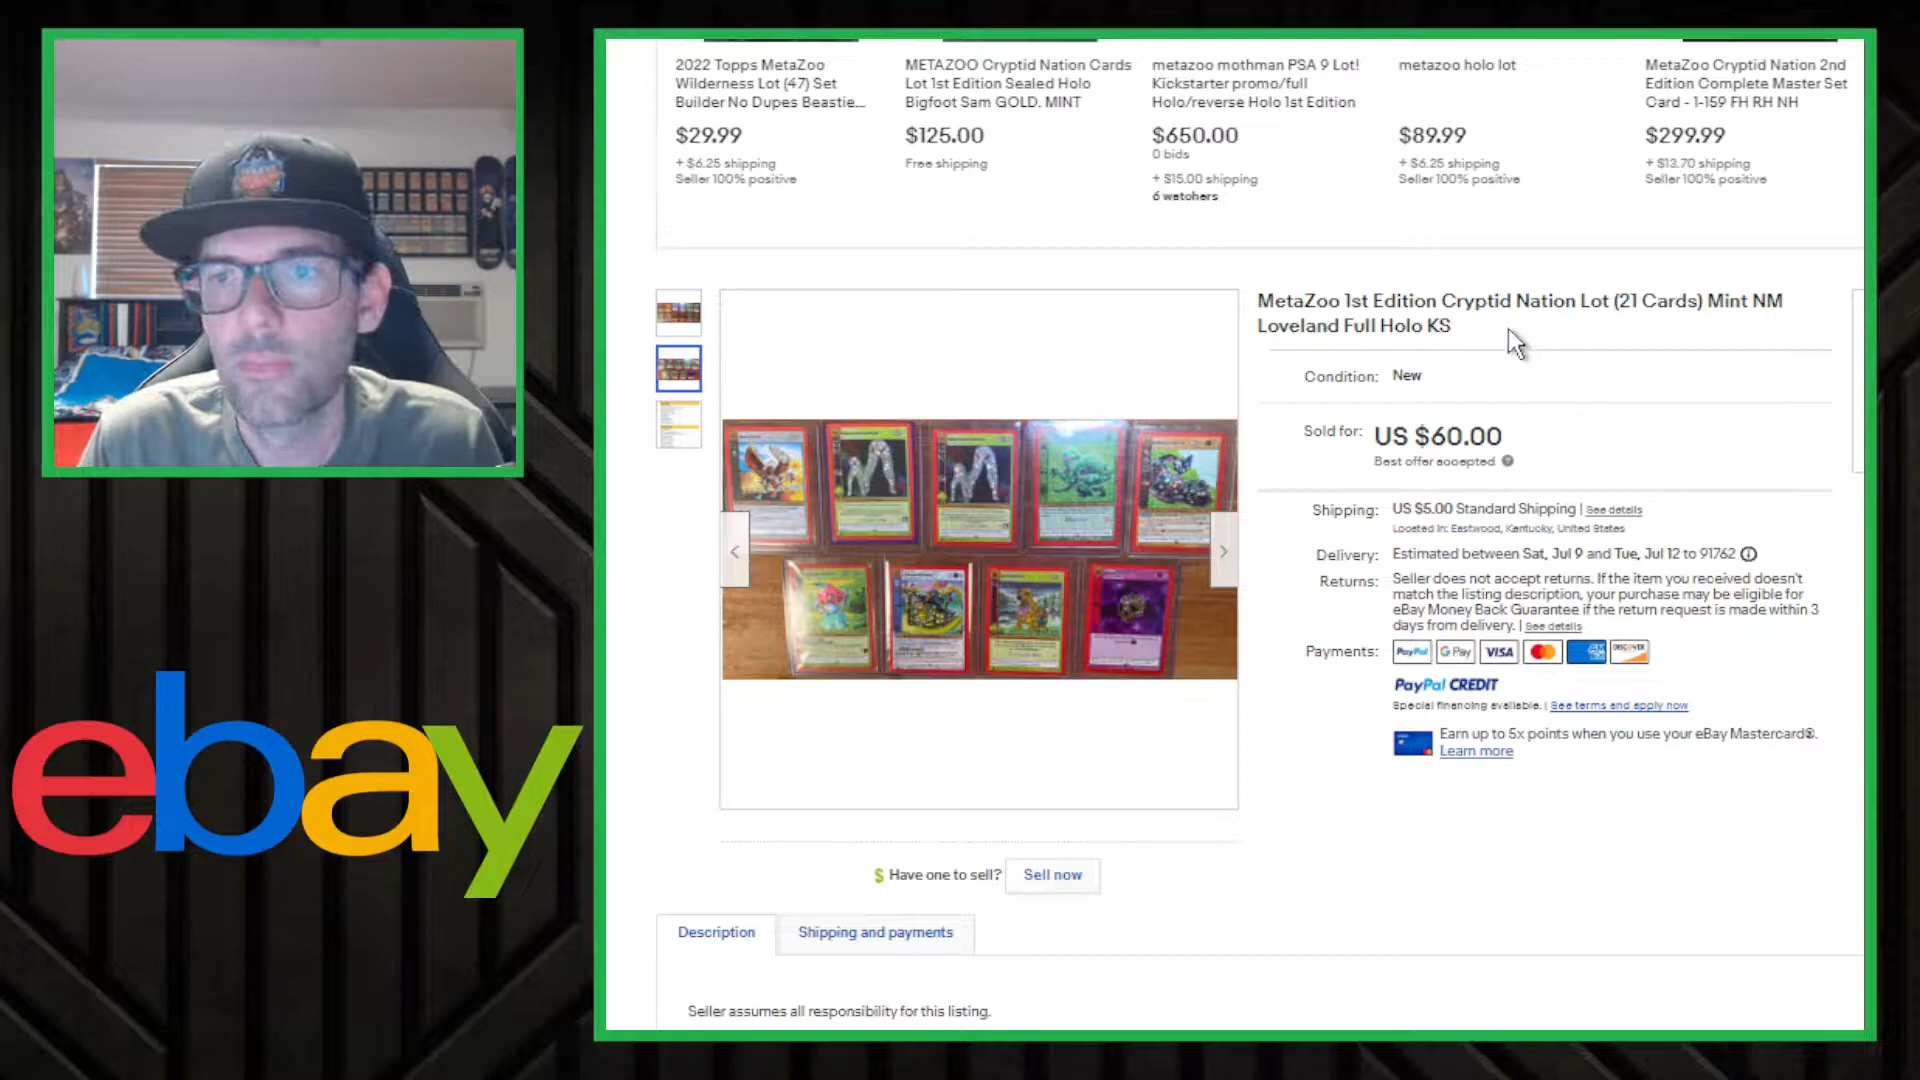 2022 Topps MetaZoo
Wilderness Lot (47) Set
Builder No Dupes Beastie...
$29.99
+ $6.25 shipping
Seller 100% positive
METAZOO Cryptid Nation Cards
Lot 1st Edition Sealed Holo
Bigfoot Sam GOLD. MINT
$125.00
Free shipping
metazoo mothman PSA 9 Lot!
Kickstarter promo/full
Holo/reverse Holo 1st Edition
$650.00
0 bids
+ $15.00 shipping
6 watchers
metazoo holo lot
$89.99
+ $6.25 shipping
Seller 100% positive
MetaZoo Cryptid Nation 2nd
Edition Complete Master Set
Card - 1-159 FH RH NH
$299.99
+ $13.70 shipping
Seller 100% positive
MetaZoo 1st Edition Cryptid Nation Lot (21 Cards) Mint NM
Loveland Full Holo KS
Condition: New
Sold for: US $60.00
Best offer accepted
Shipping: US $5.00 Standard Shipping | See details
Located in: Eastwood, Kentucky, United States
Delivery: Estimated between Sat, Jul 9 and Tue, Jul 12 to 91762
Returns: Seller does not accept returns. If the item you received doesn't
match the listing description, your purchase may be eligible for
eBay Money Back Guarantee if the return request is made within 3
days from delivery. | See details
Payments: PayPal G Pay VISA DISCOVER
PayPal CREDIT
Special financing available. | See terms and apply now
Earn up to 5x points when you use your eBay Mastercard®.
Learn more
ebay
$ Have one to sell? Sell now
Description Shipping and payments
Seller assumes all responsibility for this listing.